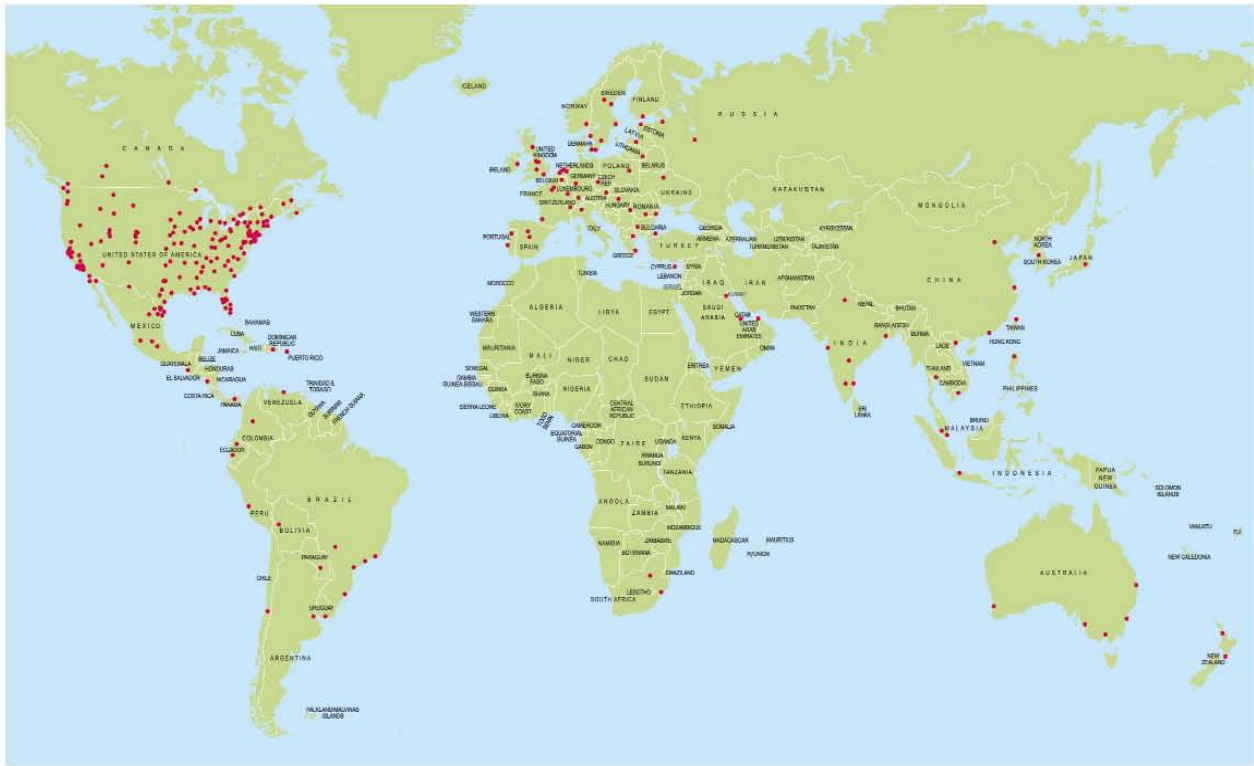 ICELAND
SWEDEN
FINLAND
NORWAY
RUSSIA
CANADA
ESTONIA
LATVIA
LITHUANIA
DENMARK
UNITED
KINGDOM
IRELAND
NETHERLANDS
BELGIUM
GERMANY
POLAND
BELARUS
CZECH
REP.
LUXEMBOURG
SLOVAKIA
UKRAINE
FRANCE
SWITZERLAND
AUSTRIA
HUNGARY
ROMANIA
KAZAKHSTAN
MONGOLIA
ITALY
BULGARIA
GEORGIA
KYRGYZSTAN
PORTUGAL
SPAIN
ARMENIA
AZERBAIJAN
UZBEKISTAN
TURKMENISTAN
TAJIKISTAN
NORTH
KOREA
SOUTH KOREA
JAPAN
UNITED STATES OF AMERICA
GREECE
TURKEY
TUNISIA
CYPRUS
SYRIA
LEBANON
ISRAEL
JORDAN
IRAQ
IRAN
AFGHANISTAN
CHINA
MOROCCO
KUWAIT
PAKISTAN
NEPAL
BHUTAN
ALGERIA
LIBYA
EGYPT
SAUDI
ARABIA
QATAR
UNITED
ARAB
EMIRATES
BANGLADESH
BURMA
TAIWAN
HONG KONG
WESTERN
SAHARA
MEXICO
BAHAMAS
CUBA
DOMINICAN
REPUBLIC
HAITI
JAMAICA
PUERTO RICO
BELIZE
GUATEMALA
HONDURAS
EL SALVADOR
NICARAGUA
COSTA RICA
PANAMA
TRINIDAD &
TOBAGO
VENEZUELA
GUYANA
SURINAM
FRENCH GUIANA
COLOMBIA
ECUADOR
MAURITANIA
MALI
NIGER
CHAD
SUDAN
ERITREA
YEMEN
OMAN
INDIA
LAOS
THAILAND
VIETNAM
CAMBODIA
PHILIPPINES
SENEGAL
GAMBIA
GUINEA BISSAU
GUINEA
BURKINA
FASO
GHANA
NIGERIA
SIERRA LEONE
LIBERIA
IVORY
COAST
TOGO
BENIN
CAMEROON
CENTRAL
AFRICAN
REPUBLIC
ETHIOPIA
SOMALIA
SRI
LANKA
BRUNEI
MALAYSIA
EQUATORIAL
GUINEA
GABON
CONGO
ZAIRE
UGANDA
KENYA
RWANDA
BURUNDI
TANZANIA
INDONESIA
PAPUA
NEW
GUINEA
SOLOMON
ISLANDS
PERU
BRAZIL
BOLIVIA
ANGOLA
ZAMBIA
MALAWI
MOZAMBIQUE
NAMIBIA
ZIMBABWE
BOTSWANA
MADAGASCAR
MAURITIUS
VANUATU
FIJI
NEW CALEDONIA
PARAGUAY
CHILE
SWAZILAND
LESOTHO
SOUTH AFRICA
AUSTRALIA
URUGUAY
ARGENTINA
NEW
ZEALAND
FALKLAND/MALVINAS
ISLANDS